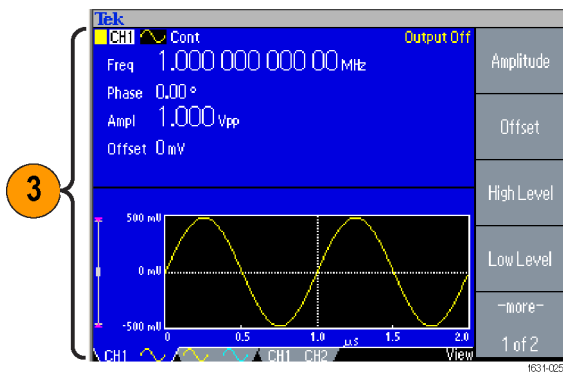 Tek
CH1 Cont Output Off
Freq 1.000 000 000 00 MHz
Phase 0.00 °
Ampl 1.000 Vpp
Offset 0 mV
Amplitude
Offset
High Level
Low Level
-more-
1 of 2
3
500 mV
0 mV
-500 mV
0 0.5 1.0 μs 1.5 2.0
CH1 CH1 CH2 View
1631-025